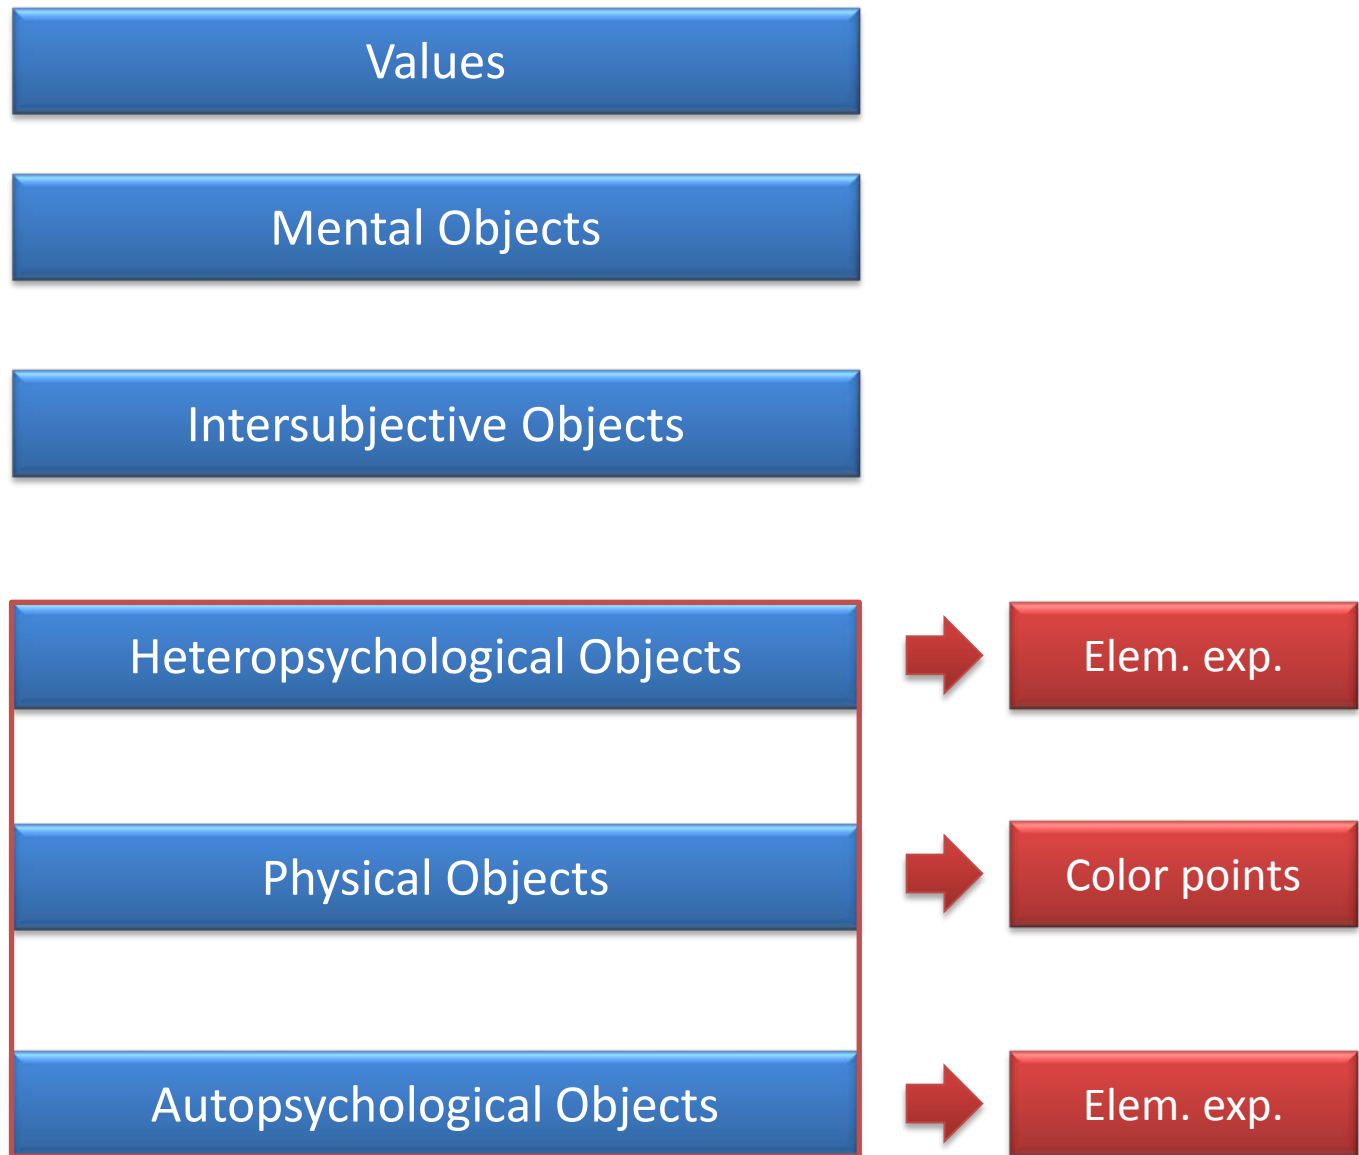 Values
Mental Objects
Intersubjective Objects
Heteropsychological Objects
Elem. exp.
Physical Objects
Color points
Autopsychological Objects
Elem. exp.